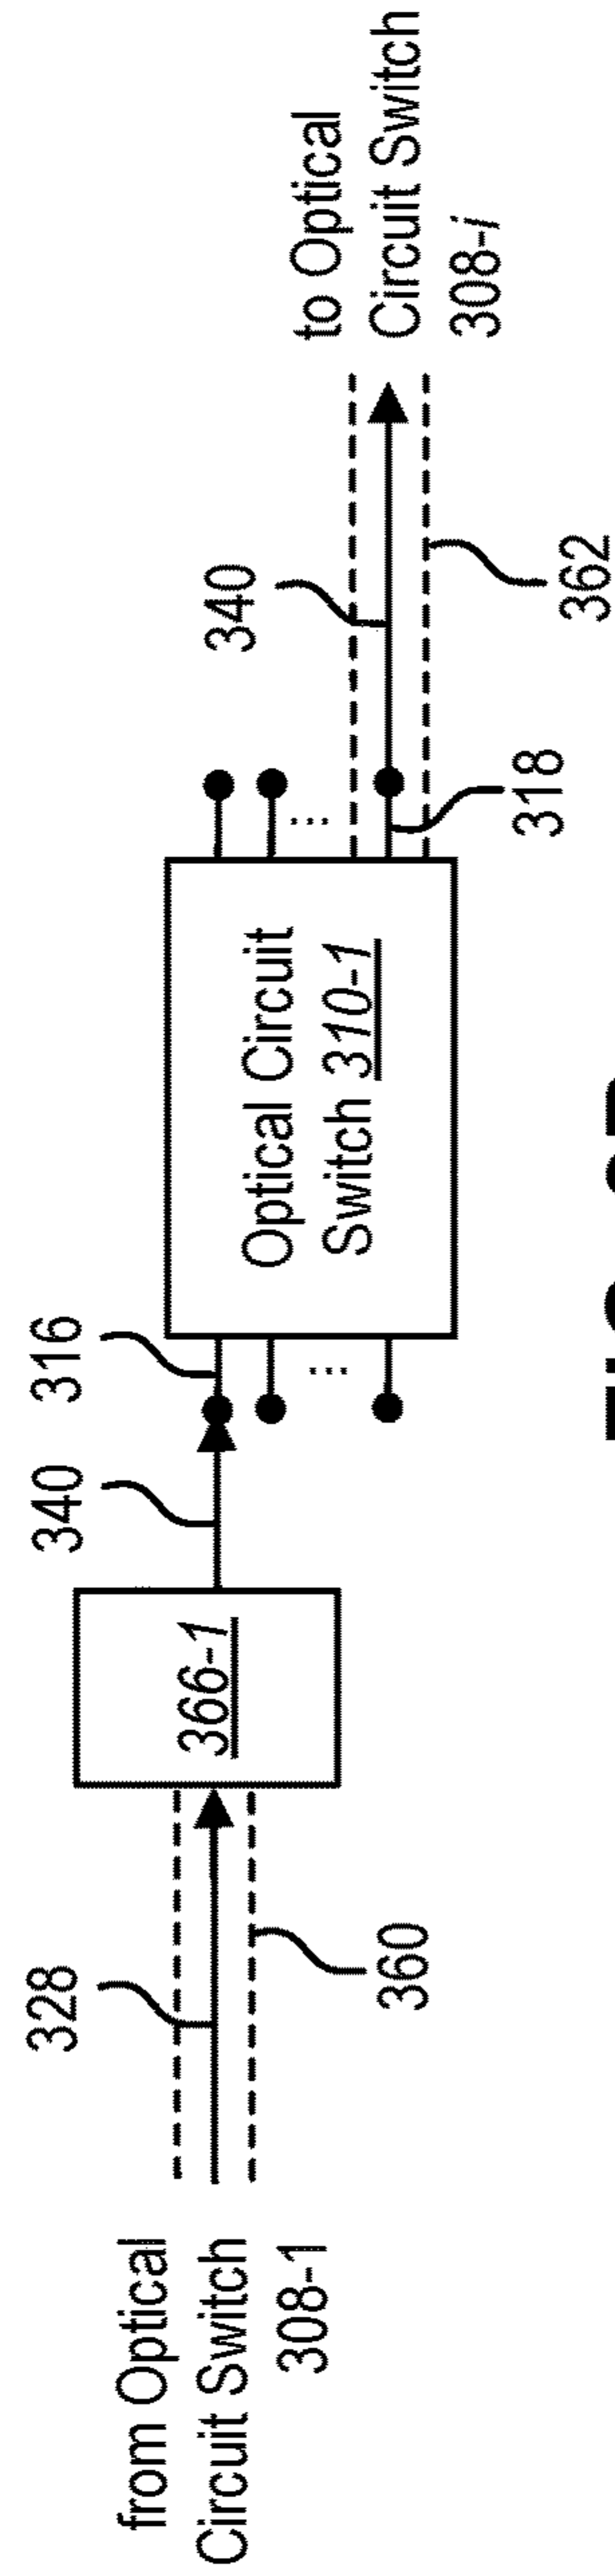 from Optical
Circuit Switch
308-1
328
360
366-1
340
316
Optical Circuit
Switch 310-1
318
340
362
to Optical
Circuit Switch
308-i